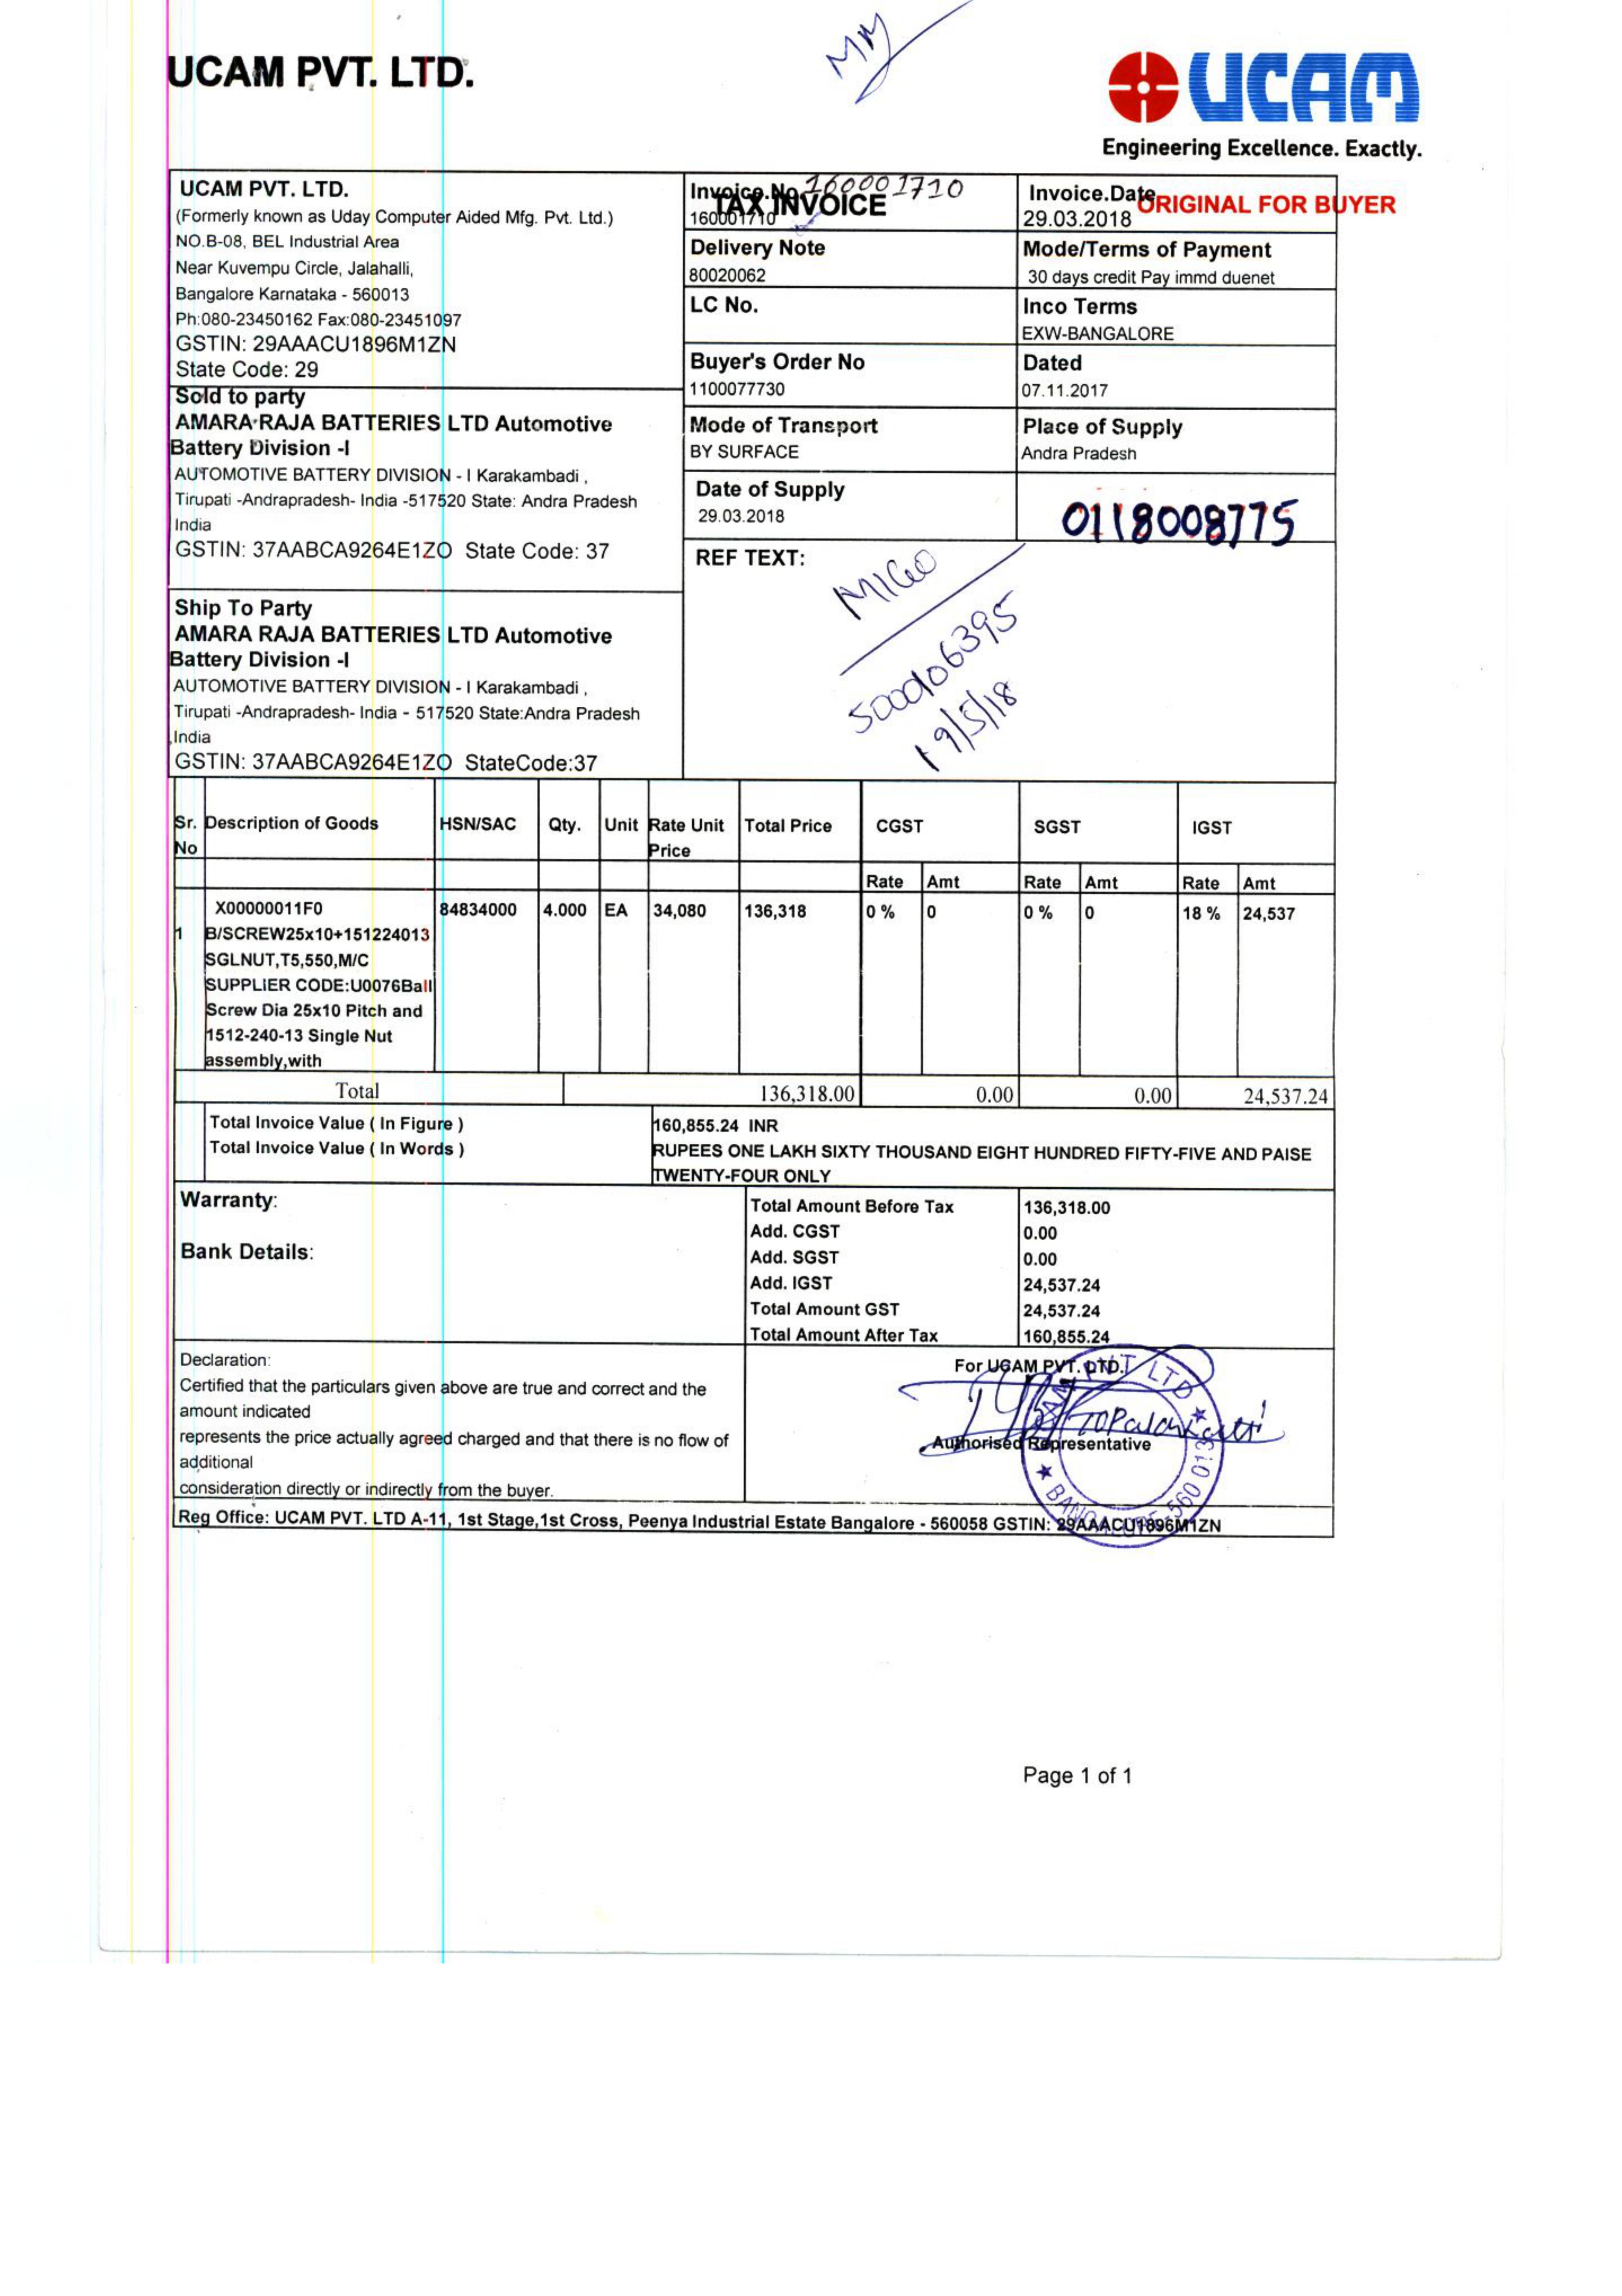 MM
UCAM PVT. LTD.
UCAM
Engineering Excellence. Exactly.
TAX INVOICE
ORIGINAL FOR BUYER
UCAM PVT. LTD.
(Formerly known as Uday Computer Aided Mfg. Pvt. Ltd.)
NO.B-08, BEL Industrial Area
Near Kuvempu Circle, Jalahalli,
Bangalore Karnataka - 560013
Ph:080-23450162 Fax:080-23451097
GSTIN: 29AAACU1896M1ZN
State Code: 29
Invoice.No 160001710
160001710
Invoice.Date
29.03.2018
Delivery Note
80020062
Mode/Terms of Payment
30 days credit Pay immd duenet
LC No.
Inco Terms
EXW-BANGALORE
Buyer's Order No
1100077730
Dated
07.11.2017
Mode of Transport
BY SURFACE
Place of Supply
Andra Pradesh
Date of Supply
29.03.2018
0118008775
REF TEXT:
MIGO
5000106395
19/5/18
Sold to party
AMARA RAJA BATTERIES LTD Automotive
Battery Division -I
AUTOMOTIVE BATTERY DIVISION - I Karakambadi ,
Tirupati -Andrapradesh- India -517520 State: Andra Pradesh
India
GSTIN: 37AABCA9264E1ZO State Code: 37
Ship To Party
AMARA RAJA BATTERIES LTD Automotive
Battery Division -I
AUTOMOTIVE BATTERY DIVISION - I Karakambadi ,
Tirupati -Andrapradesh- India - 517520 State:Andra Pradesh
,India
GSTIN: 37AABCA9264E1ZO StateCode:37
Sr. No Description of Goods HSN/SAC Qty. Unit Rate Unit Price Total Price CGST SGST IGST
Rate Amt Rate Amt Rate Amt
1 X00000011F0 84834000 4.000 EA 34,080 136,318 0 % 0 0 % 0 18 % 24,537
B/SCREW25x10+151224013
SGLNUT,T5,550,M/C
SUPPLIER CODE:U0076Ball
Screw Dia 25x10 Pitch and
1512-240-13 Single Nut
assembly,with
Total 136,318.00 0.00 0.00 24,537.24
Total Invoice Value ( In Figure ) 160,855.24 INR
Total Invoice Value ( In Words ) RUPEES ONE LAKH SIXTY THOUSAND EIGHT HUNDRED FIFTY-FIVE AND PAISE
TWENTY-FOUR ONLY
Warranty:
Bank Details:
Total Amount Before Tax 136,318.00
Add. CGST 0.00
Add. SGST 0.00
Add. IGST 24,537.24
Total Amount GST 24,537.24
Total Amount After Tax 160,855.24
Declaration:
Certified that the particulars given above are true and correct and the
amount indicated
represents the price actually agreed charged and that there is no flow of
additional
consideration directly or indirectly from the buyer.
For UCAM PVT. LTD.
Authorised Representative
Reg Office: UCAM PVT. LTD A-11, 1st Stage,1st Cross, Peenya Industrial Estate Bangalore - 560058 GSTIN: 29AAACU1896M1ZN
Page 1 of 1